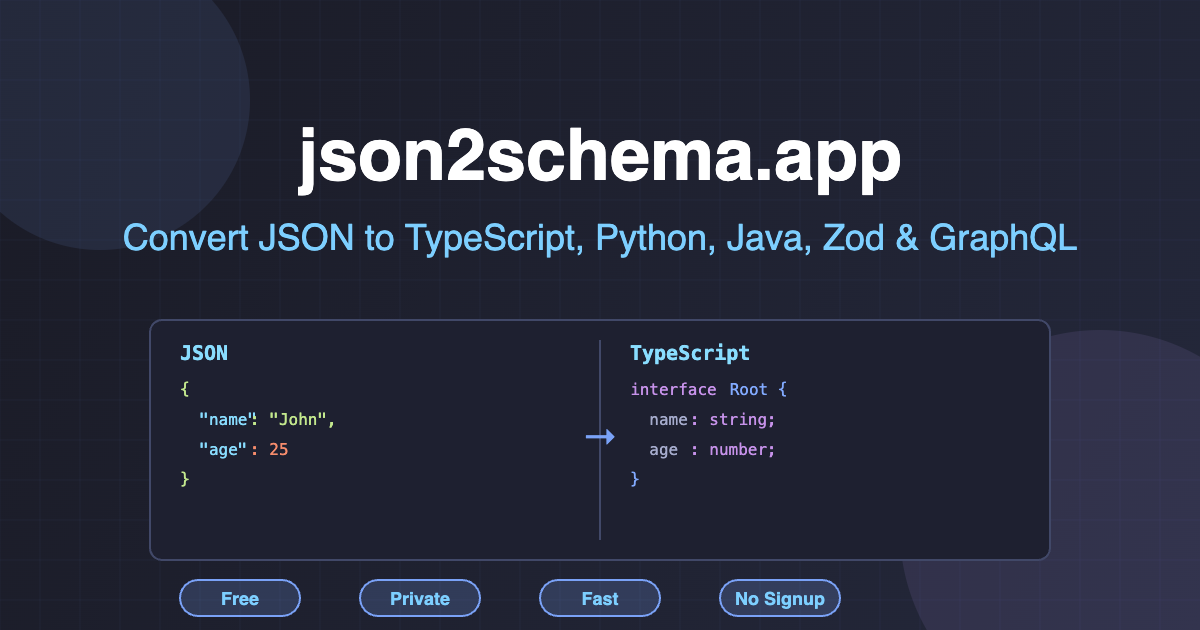 json2schema.app
Convert JSON to TypeScript, Python, Java, Zod & GraphQL
JSON
{
"name": "John",
"age": 25
}
TypeScript
interface Root {
name: string;
age : number;
}
Free
Private
Fast
No Signup